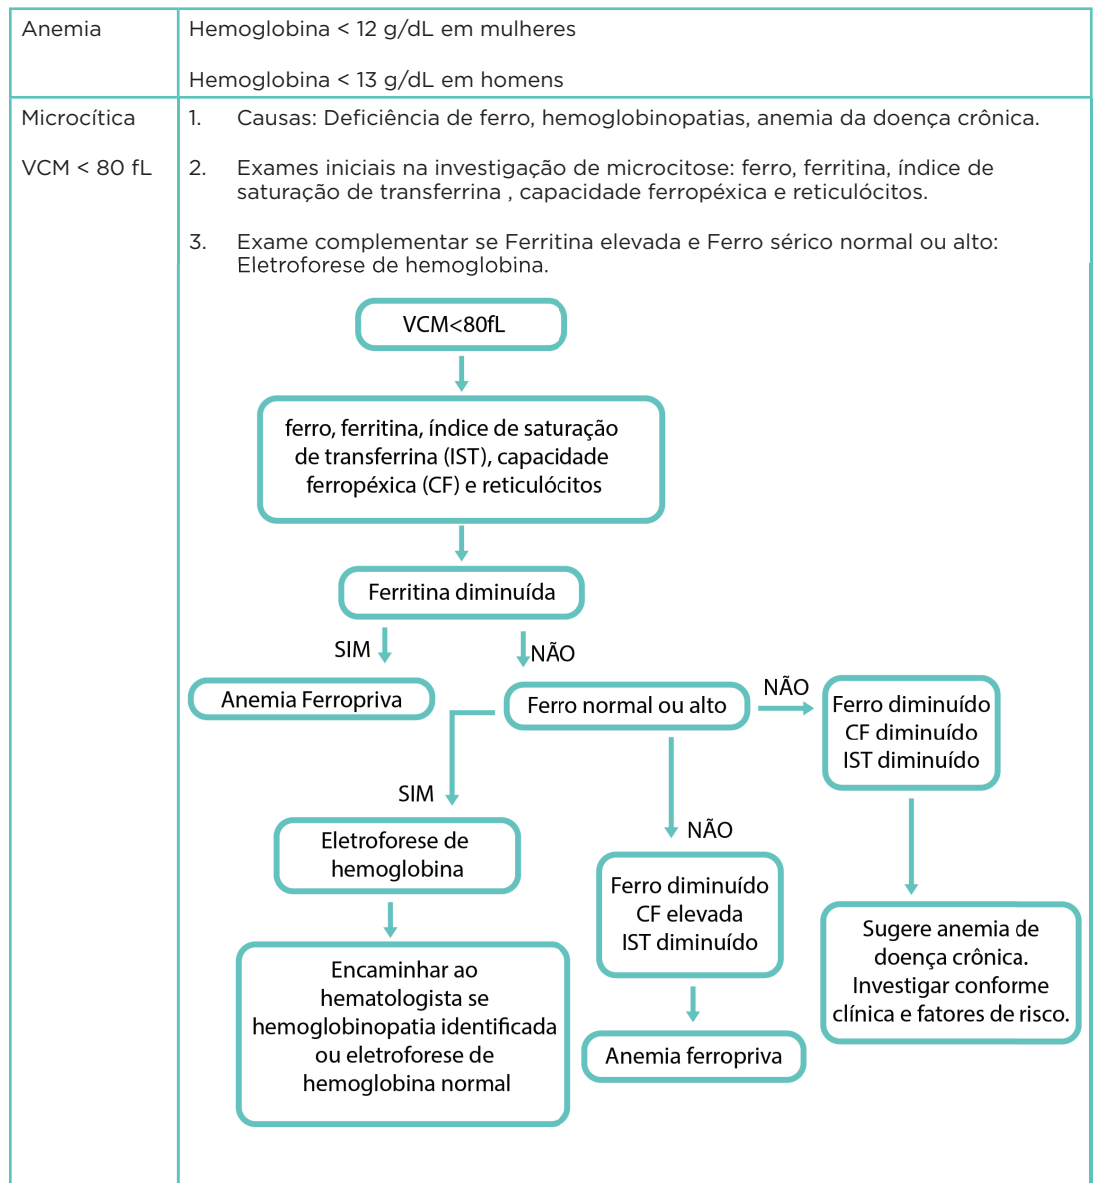 Anemia
Hemoglobina < 12 g/dL em mulheres
Hemoglobina < 13 g/dL em homens
Microcítica
VCM < 80 fL
1. Causas: Deficiência de ferro, hemoglobinopatias, anemia da doença crônica.
2. Exames iniciais na investigação de microcitose: ferro, ferritina, índice de
saturação de transferrina , capacidade ferropéxica e reticulócitos.
3. Exame complementar se Ferritina elevada e Ferro sérico normal ou alto:
Eletroforese de hemoglobina.
VCM<80fL
ferro, ferritina, índice de saturação
de transferrina (IST), capacidade
ferropéxica (CF) e reticulócitos
Ferritina diminuída
SIM
NÃO
Anemia Ferropriva
Ferro normal ou alto
NÃO
Ferro diminuído
CF diminuído
IST diminuído
SIM
Eletroforese de
hemoglobina
NÃO
Ferro diminuído
CF elevada
IST diminuído
Sugere anemia de
doença crônica.
Investigar conforme
clínica e fatores de risco.
Encaminhar ao
hematologista se
hemoglobinopatia identificada
ou eletroforese de
hemoglobina normal
Anemia ferropriva